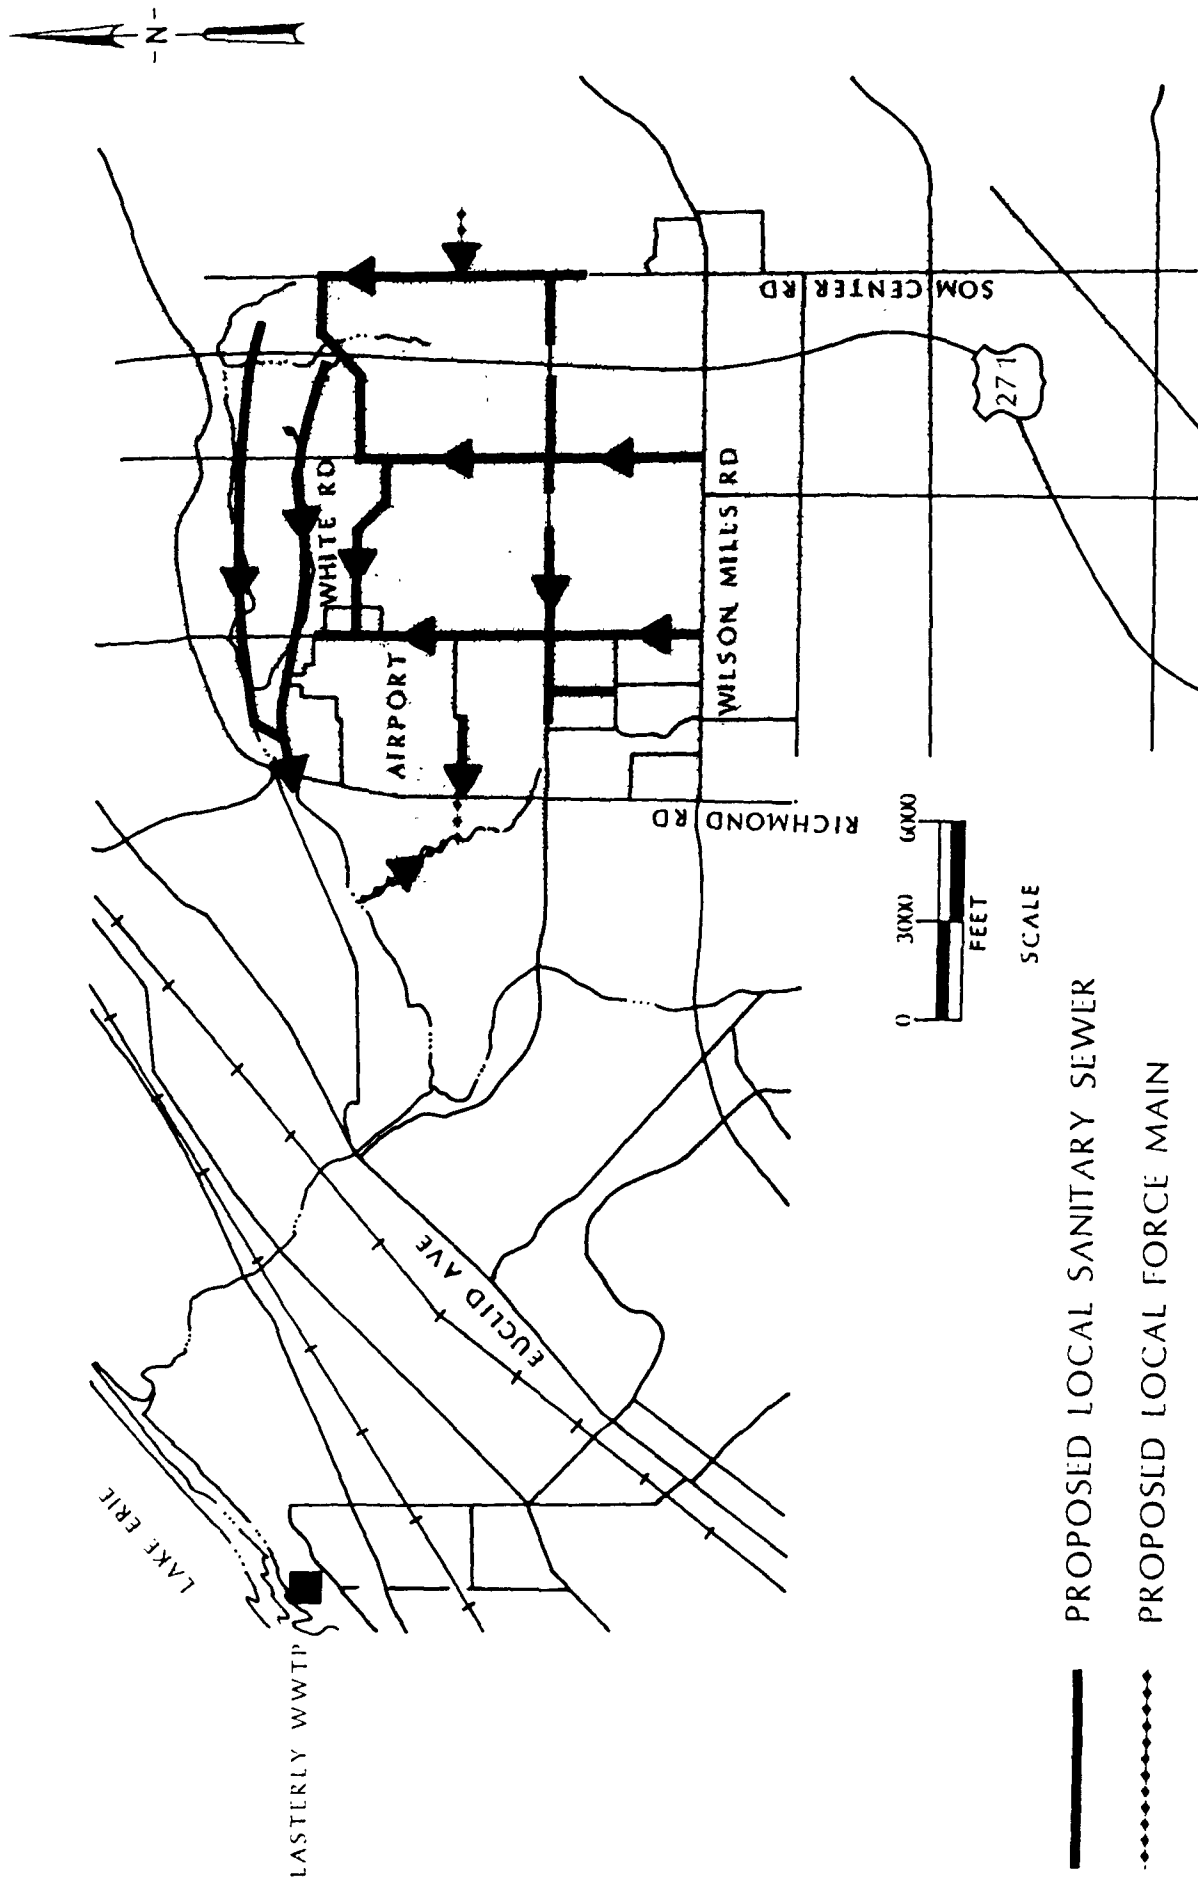 N
LAKE ERIE
LASTERLY WWTP
EUCLID AVE
WHITE RD
AIRPORT
RICHMOND RD
WILSON MILLS RD
SOM CENTER RD
271
0 3000 6000
FEET
SCALE
PROPOSED LOCAL SANITARY SEWER
PROPOSED LOCAL FORCE MAIN